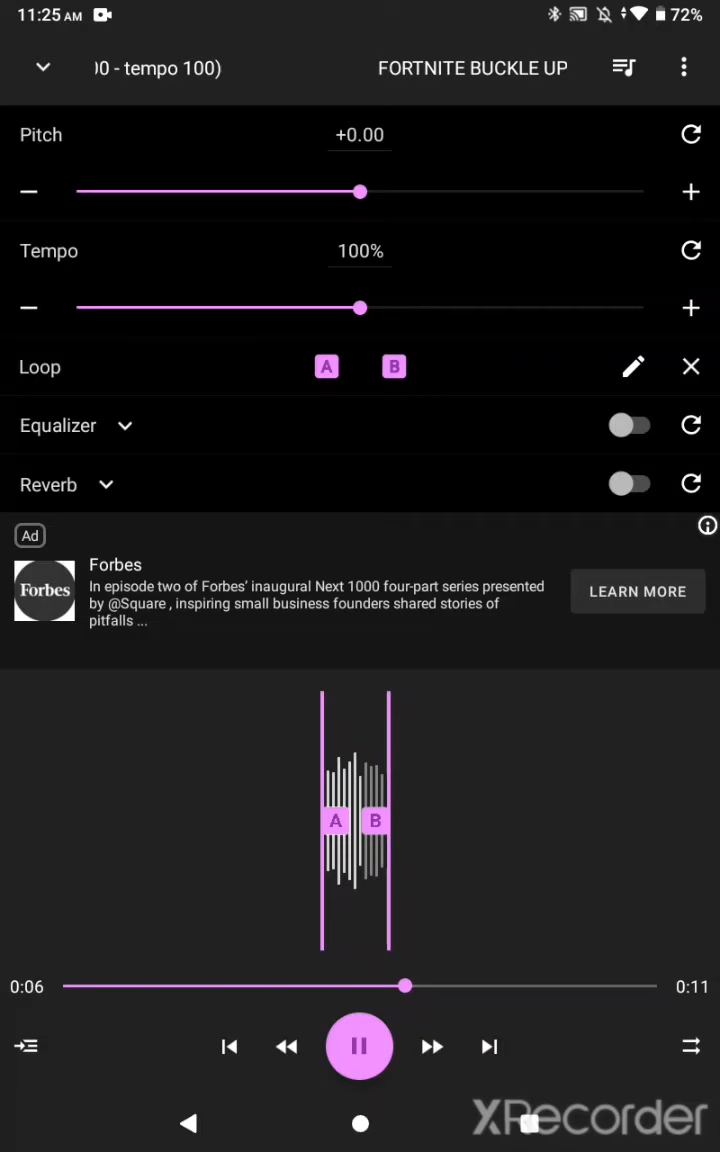 11:25 AM 72%
)0 - tempo 100) FORTNITE BUCKLE UP
Pitch +0.00
Tempo 100%
Loop A B
Equalizer
Reverb
Ad
Forbes
Forbes
In episode two of Forbes’ inaugural Next 1000 four-part series presented
by @Square , inspiring small business founders shared stories of
pitfalls ...
LEARN MORE
A B
0:06 0:11
XRecorder